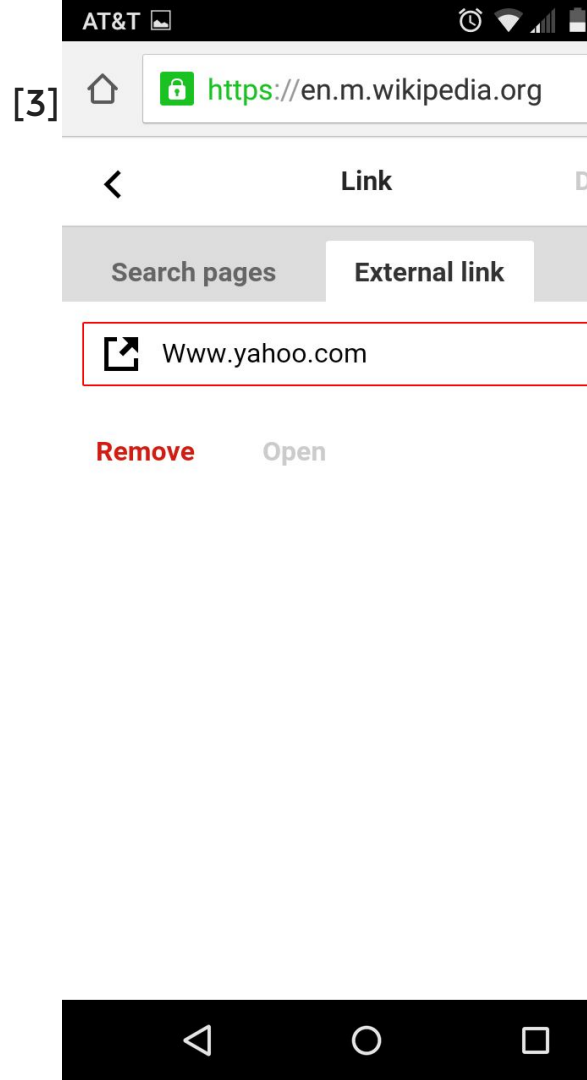 AT&T
[3] https://en.m.wikipedia.org
Link
Search pages External link
Www.yahoo.com
Remove Open